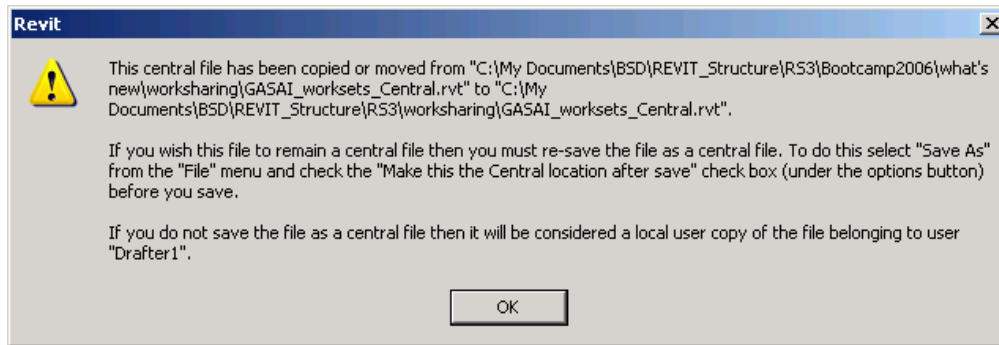 Revit
This central file has been copied or moved from "C:\My Documents\BSD\REVIT_Structure\RS3\Bootcamp2006\what's
new\worksharing\GASAI_worksets_Central.rvt" to "C:\My
Documents\BSD\REVIT_Structure\RS3\worksharing\GASAI_worksets_Central.rvt".
If you wish this file to remain a central file then you must re-save the file as a central file. To do this select "Save As"
from the "File" menu and check the "Make this the Central location after save" check box (under the options button)
before you save.
If you do not save the file as a central file then it will be considered a local user copy of the file belonging to user
"Drafter1".
OK